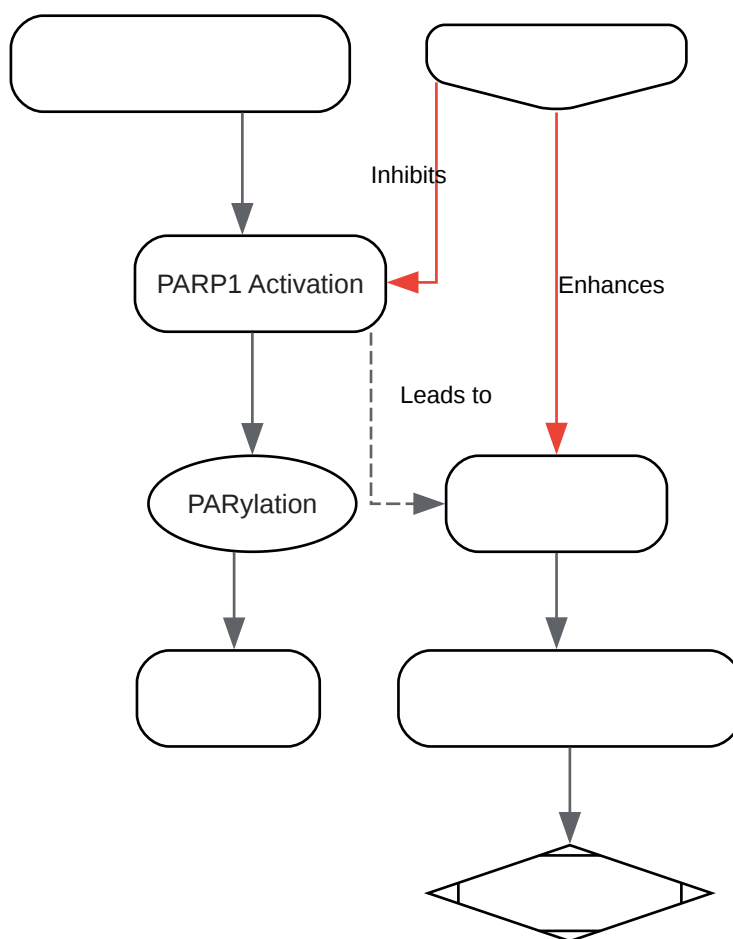 Inhibits
PARP1 Activation
Enhances
Leads to
PARylation